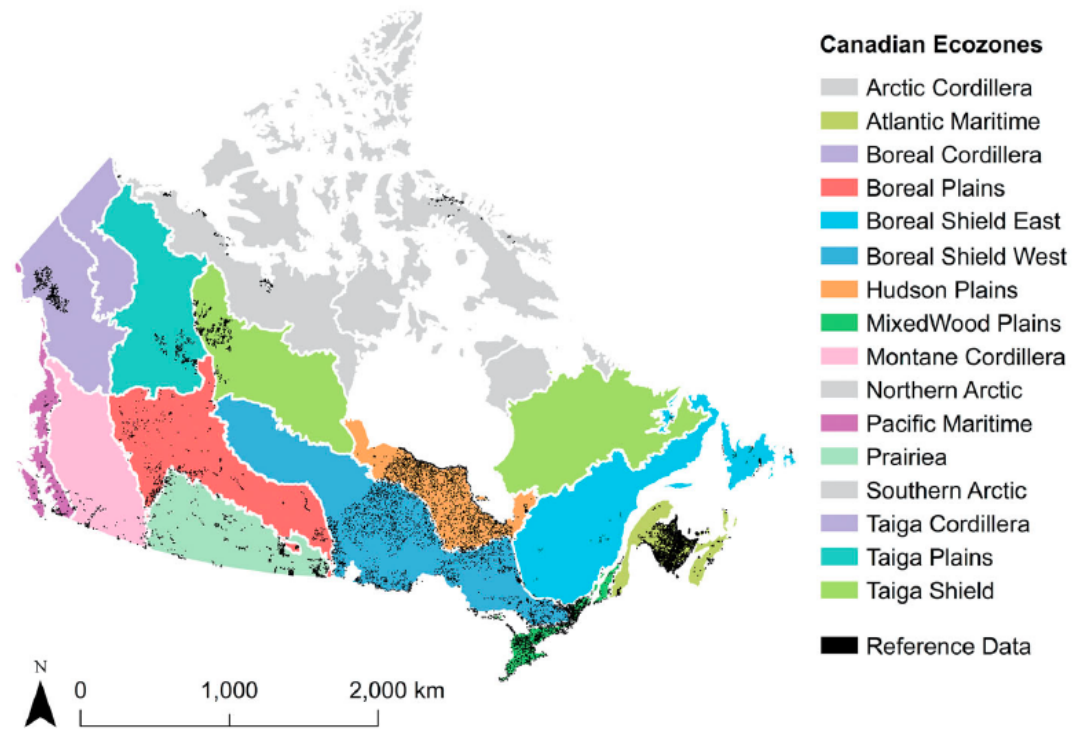 Canadian Ecozones
Arctic Cordillera
Atlantic Maritime
Boreal Cordillera
Boreal Plains
Boreal Shield East
Boreal Shield West
Hudson Plains
MixedWood Plains
Montane Cordillera
Northern Arctic
Pacific Maritime
Prairiea
Southern Arctic
Taiga Cordillera
Taiga Plains
Taiga Shield
Reference Data
N
0 1,000 2,000 km